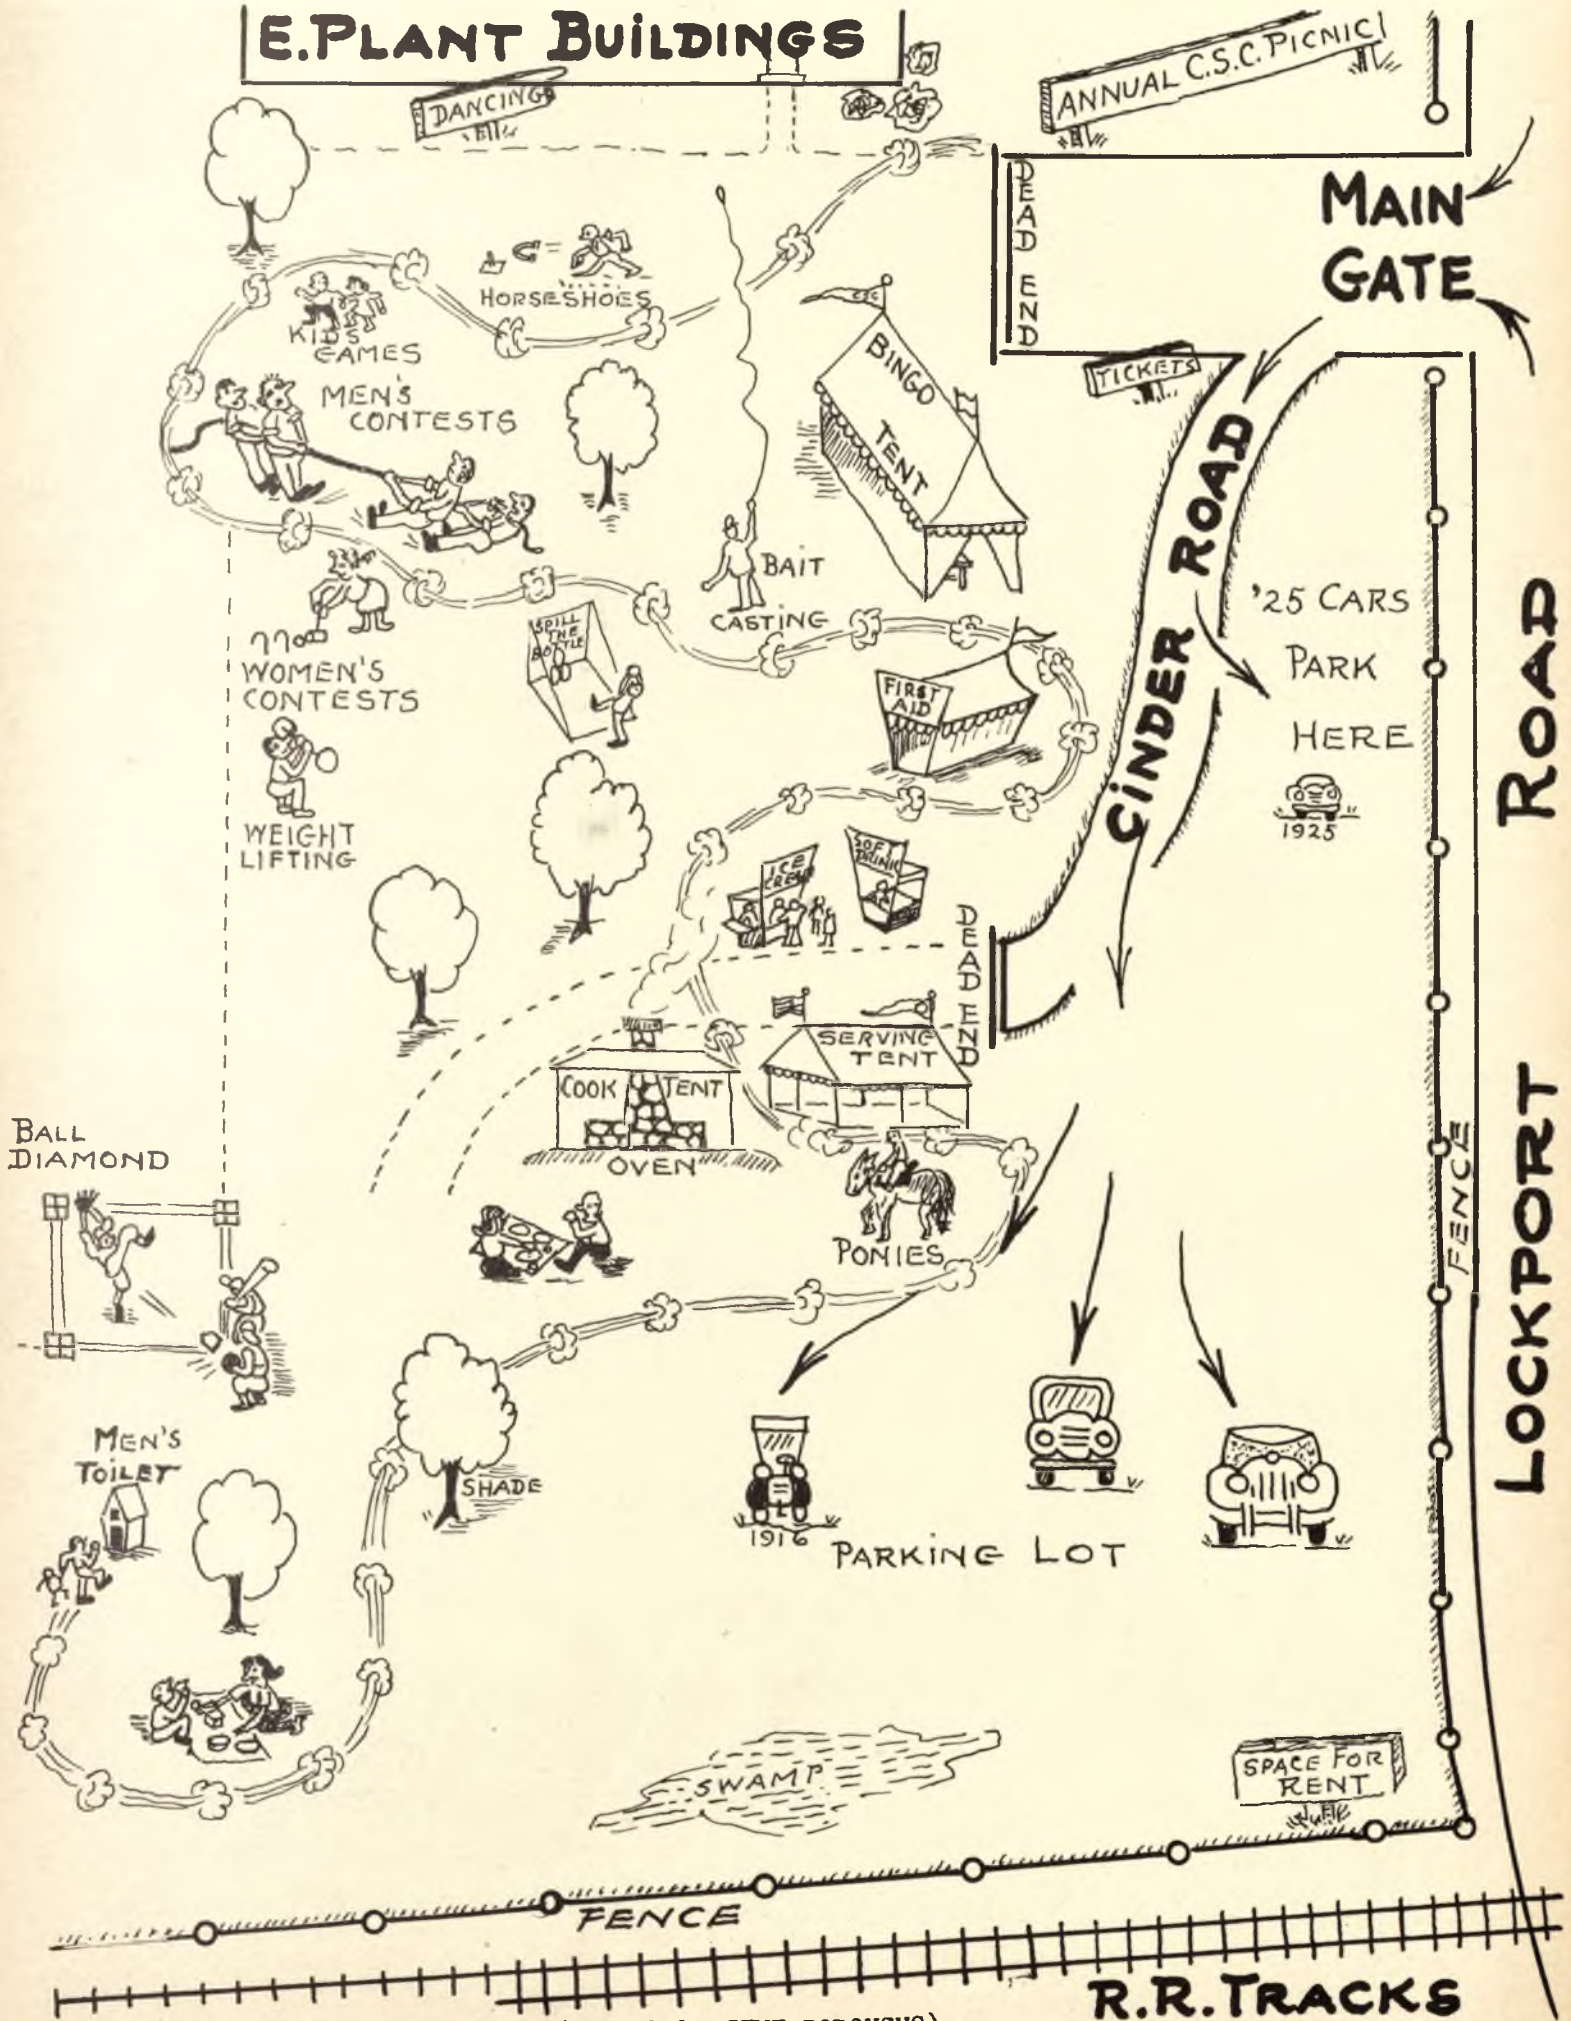 E.PLANT BUILDINGS
DANCING
ANNUAL C.S.C. PICNIC
DEAD END
MAIN
GATE
HORSESHOES
KID'S
GAMES
MEN'S
CONTESTS
CSC
BINGO
TENT
TICKETS
CINDER ROAD
BAIT
CASTING
'25 CARS
PARK
HERE
1925
SPILL
THE
BOTTLE
WOMEN'S
CONTESTS
FIRST
AID
WEIGHT
LIFTING
ICE
CREAM
SOFT
DRINK
DEAD END
SERVING
TENT
COOK TENT
OVEN
BALL
DIAMOND
PONIES
FENCE
LOCKPORT ROAD
MEN'S
TOILET
SHADE
1916
PARKING LOT
SWAMP
SPACE FOR
RENT
FENCE
R.R. TRACKS